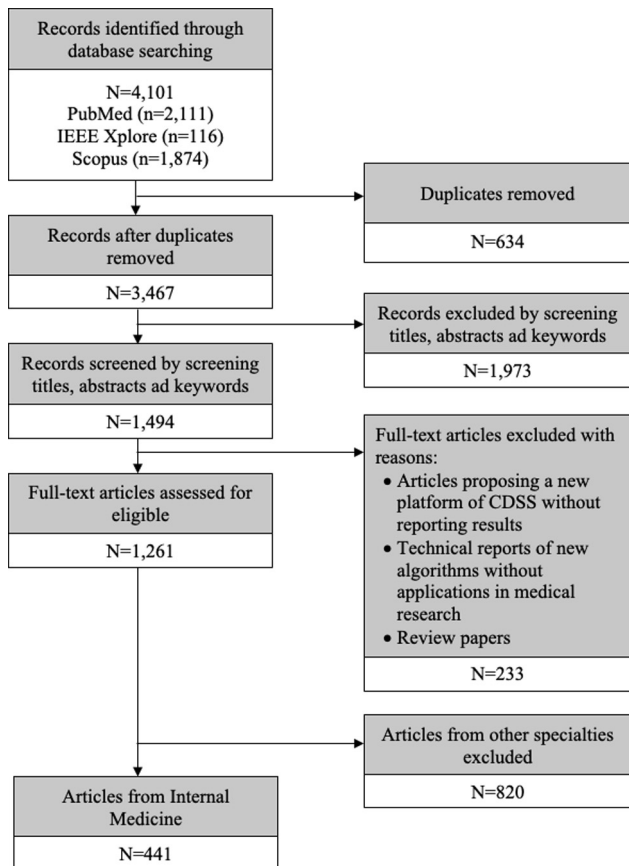 Records identified through
database searching
N=4,101
PubMed (n=2,111)
IEEE Xplore (n=116)
Scopus (n=1,874)
Duplicates removed
N=634
Records after duplicates
removed
N=3,467
Records excluded by screening
titles, abstracts ad keywords
N=1,973
Records screened by screening
titles, abstracts ad keywords
N=1,494
Full-text articles excluded with
reasons:
• Articles proposing a new
platform of CDSS without
reporting results
• Technical reports of new
algorithms without
applications in medical
research
• Review papers
N=233
Full-text articles assessed for
eligible
N=1,261
Articles from other specialties
excluded
N=820
Articles from Internal
Medicine
N=441